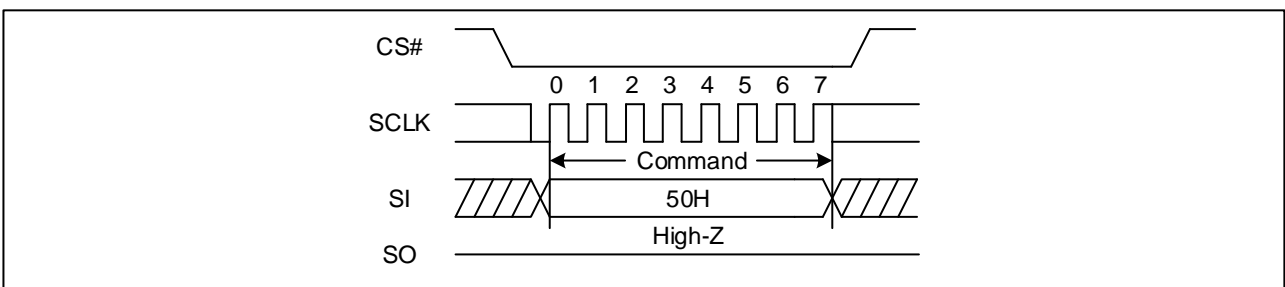 CS#
0 1 2 3 4 5 6 7
SCLK
Command
SI
50H
High-Z
SO